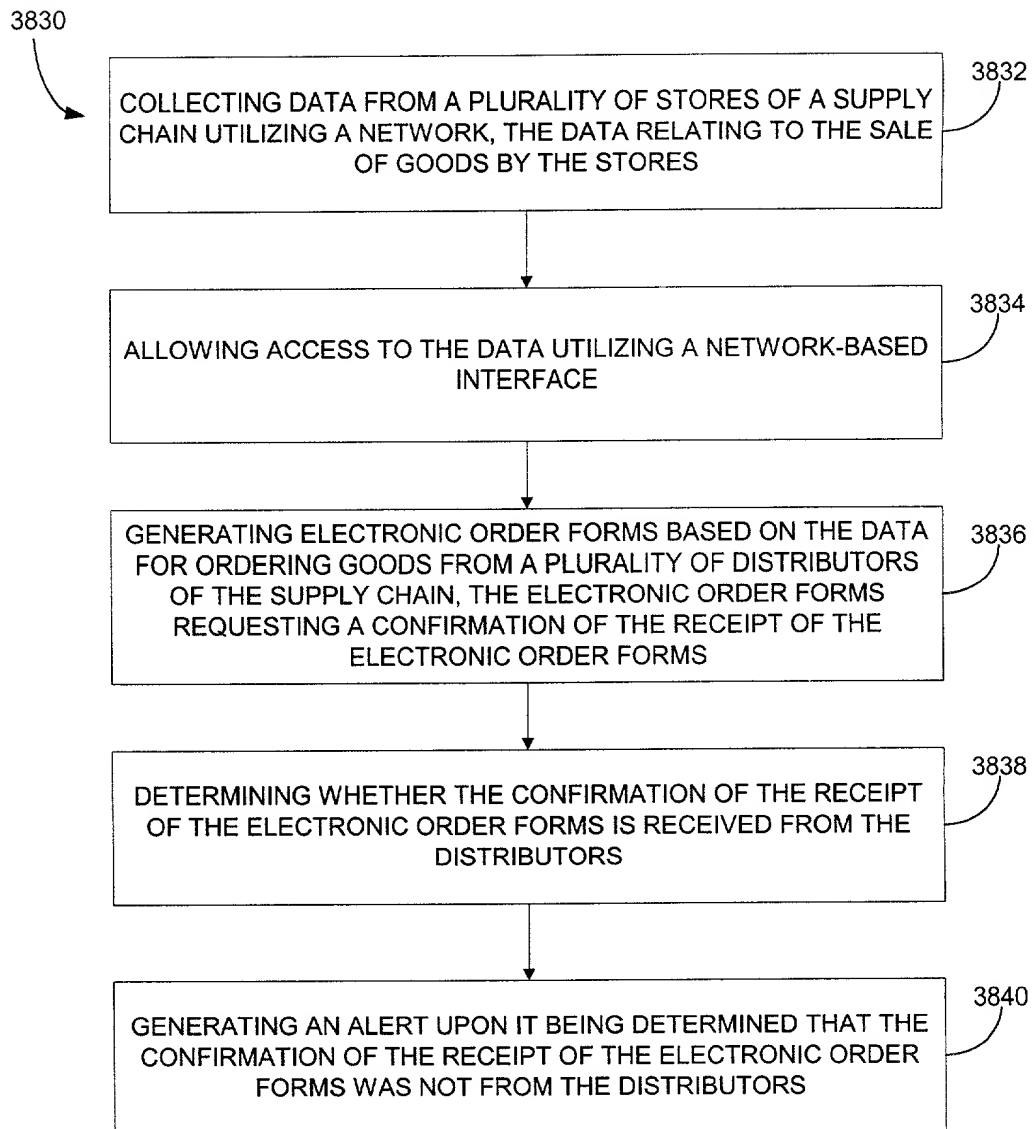 3830
3832
COLLECTING DATA FROM A PLURALITY OF STORES OF A SUPPLY
CHAIN UTILIZING A NETWORK, THE DATA RELATING TO THE SALE
OF GOODS BY THE STORES
3834
ALLOWING ACCESS TO THE DATA UTILIZING A NETWORK-BASED
INTERFACE
3836
GENERATING ELECTRONIC ORDER FORMS BASED ON THE DATA
FOR ORDERING GOODS FROM A PLURALITY OF DISTRIBUTORS
OF THE SUPPLY CHAIN, THE ELECTRONIC ORDER FORMS
REQUESTING A CONFIRMATION OF THE RECEIPT OF THE
ELECTRONIC ORDER FORMS
3838
DETERMINING WHETHER THE CONFIRMATION OF THE RECEIPT
OF THE ELECTRONIC ORDER FORMS IS RECEIVED FROM THE
DISTRIBUTORS
3840
GENERATING AN ALERT UPON IT BEING DETERMINED THAT THE
CONFIRMATION OF THE RECEIPT OF THE ELECTRONIC ORDER
FORMS WAS NOT FROM THE DISTRIBUTORS